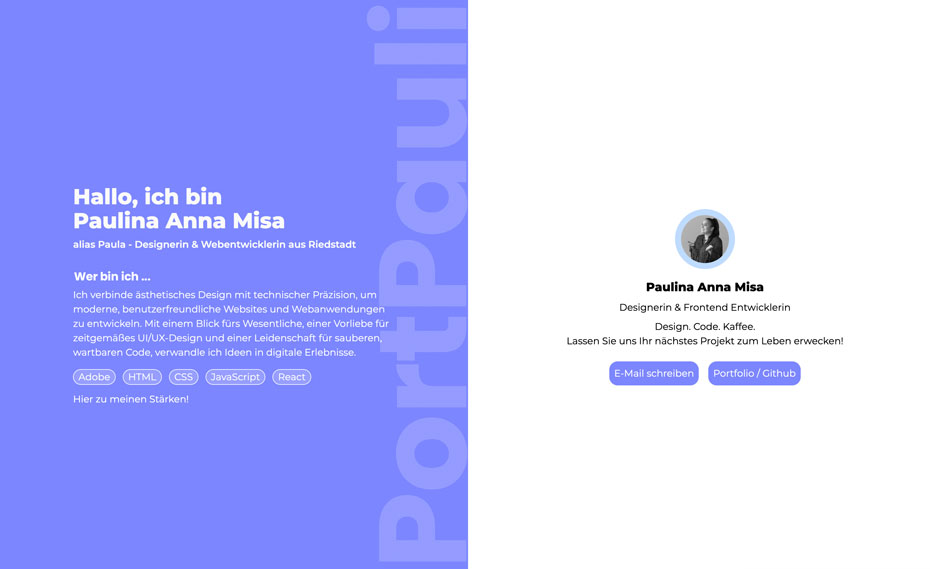 Hallo, ich bin
Paulina Anna Misa
alias Paula - Designerin & Webentwicklerin aus Riedstadt
Wer bin ich ...
Ich verbinde ästhetisches Design mit technischer Präzision, um
moderne, benutzerfreundliche Websites und Webanwendungen
zu entwickeln. Mit einem Blick fürs Wesentliche, einer Vorliebe für
zeitgemäßes UI/UX-Design und einer Leidenschaft für sauberen,
wartbaren Code, verwandle ich Ideen in digitale Erlebnisse.
Adobe HTML CSS JavaScript React
Hier zu meinen Stärken!
PortPauli
Paulina Anna Misa
Designerin & Frontend Entwicklerin
Design. Code. Kaffee.
Lassen Sie uns Ihr nächstes Projekt zum Leben erwecken!
E-Mail schreiben Portfolio / Github